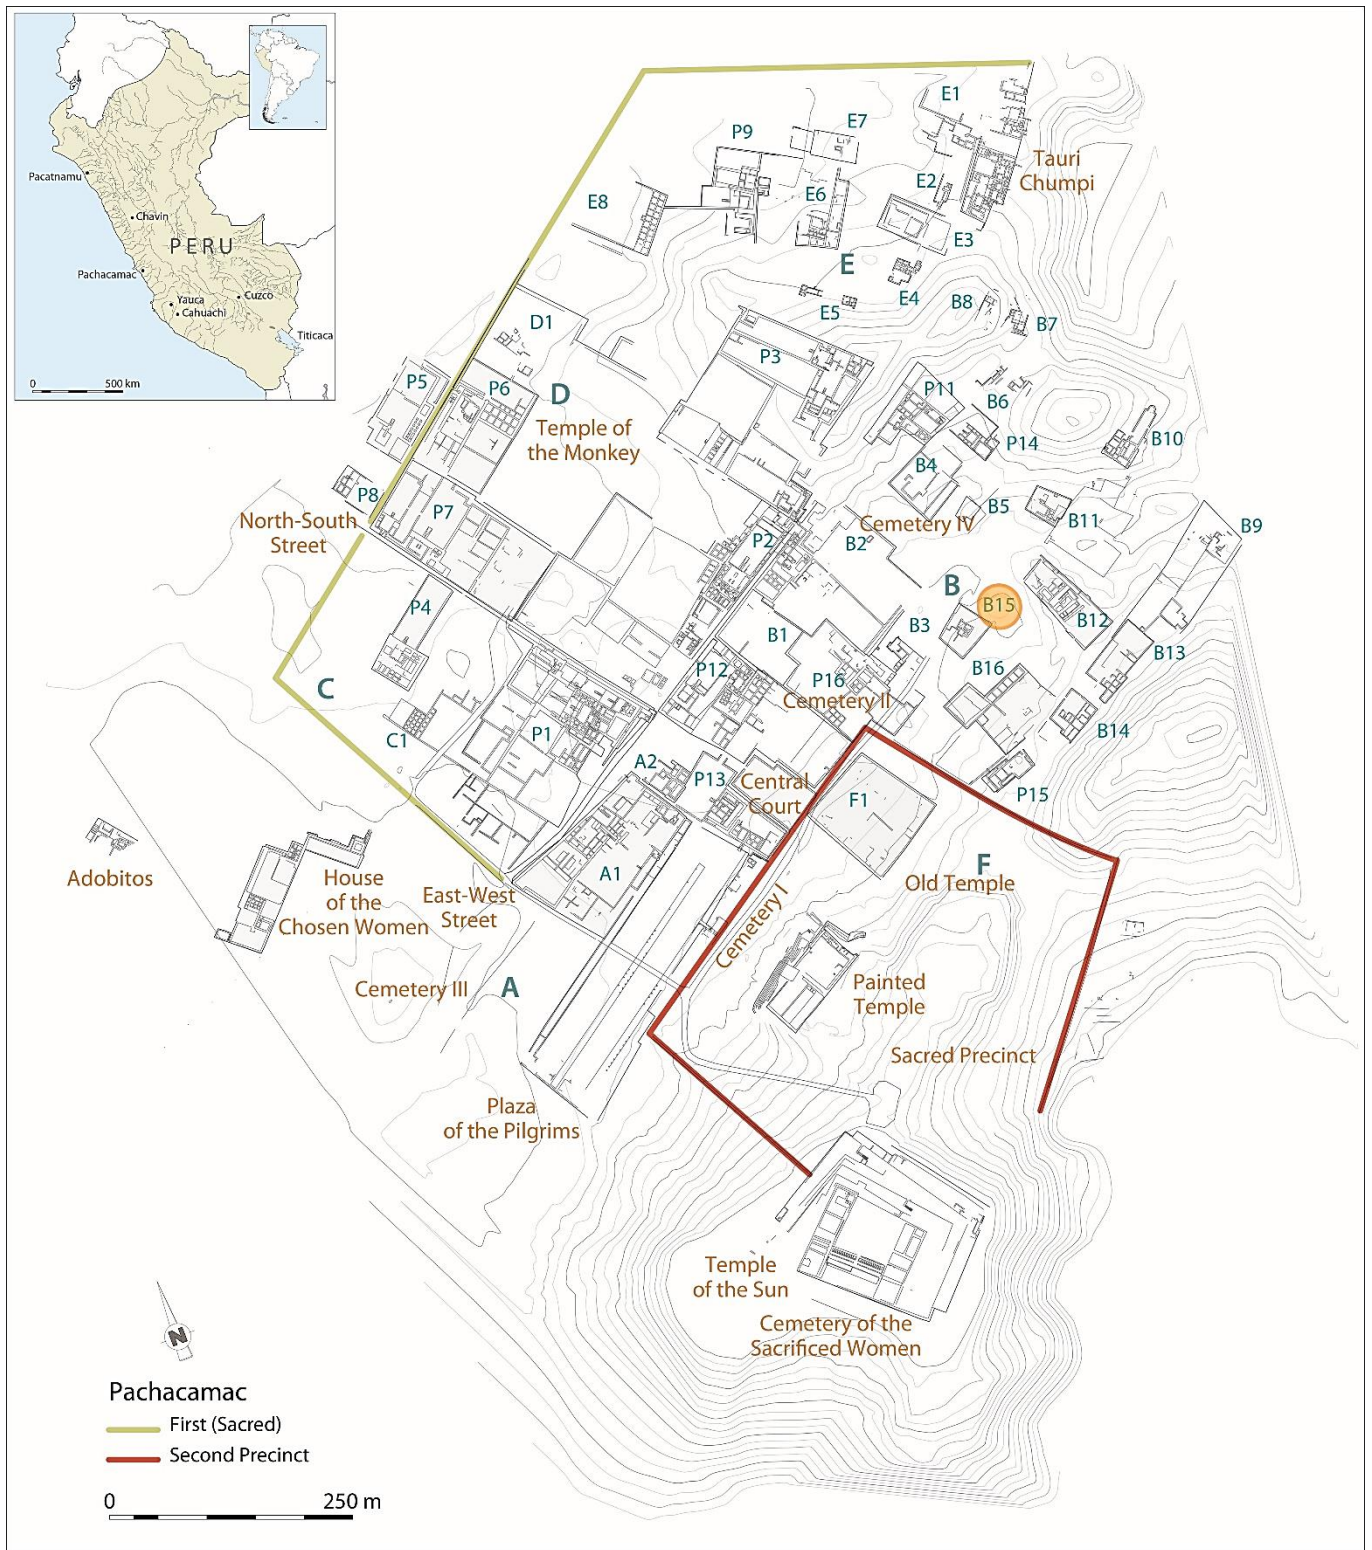 Pacatnamu
Chavin
PERU
Pachacamac
Yauca
Cuzco
Cahuachi
Titicaca
0 500 km
E1
E7
P9
Tauri
Chumpi
E2
E6
E8
E3
E
E4
B8
E5
B7
D1
P3
P5
P6
P11
D
B6
Temple of
the Monkey
P14
B10
B4
P8
P7
B5
North-South
Street
Cemetery IV
B11
B9
P2
B2
B
B15
P4
B12
B3
B1
B13
P12
B16
P16
C
Cemetery II
C1
P1
B14
A2
P13
Central
Court
F1
P15
F
Adobitos
House
of the
Chosen Women
A1
Old Temple
East-West
Street
Cemetery I
Cemetery III
A
Painted
Temple
Sacred Precinct
Plaza
of the Pilgrims
Temple
of the Sun
Cemetery of the
Sacrificed Women
N
Pachacamac
First (Sacred)
Second Precinct
0 250 m